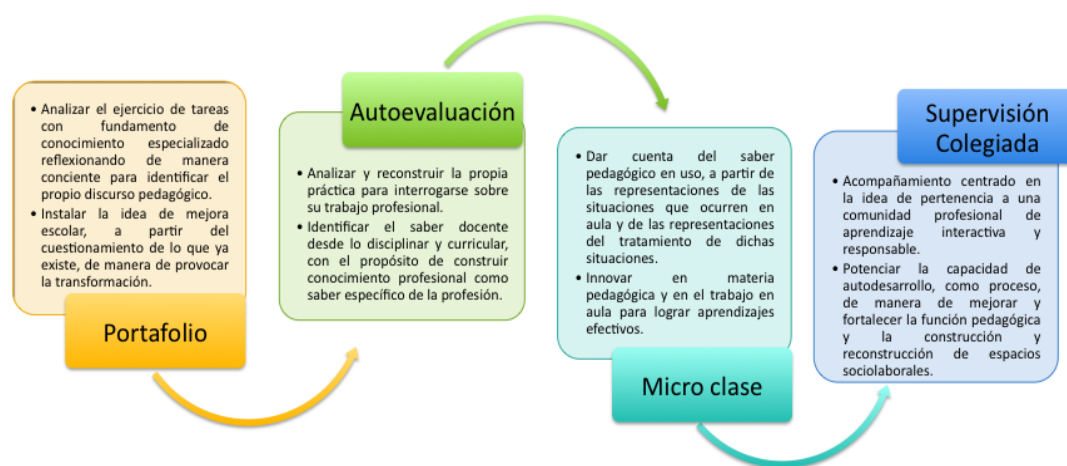 • Analizar el ejercicio de tareas
con fundamento de
conocimiento especializado
reflexionando de manera
conciente para identificar el
propio discurso pedagógico.
• Instalar la idea de mejora
escolar, a partir del
cuestionamiento de lo que ya
existe, de manera de provocar
la transformación.
Portafolio
Autoevaluación
• Analizar y reconstruir la propia
práctica para interrogarse sobre
su trabajo profesional.
• Identificar el saber docente
desde lo disciplinar y curricular,
con el propósito de construir
conocimiento profesional como
saber específico de la profesión.
• Dar cuenta del saber
pedagógico en uso, a partir
de las representaciones de las
situaciones que ocurren en
aula y de las representaciones
del tratamiento de dichas
situaciones.
• Innovar en materia
pedagógica y en el trabajo en
aula para lograr aprendizajes
efectivos.
Micro clase
Supervisión
Colegiada
• Acompañamiento centrado en
la idea de pertenencia a una
comunidad profesional de
aprendizaje interactiva y
responsable.
• Potenciar la capacidad de
autodesarrollo, como proceso,
de manera de mejorar y
fortalecer la función pedagógica
y la construcción y
reconstrucción de espacios
sociolaborales.